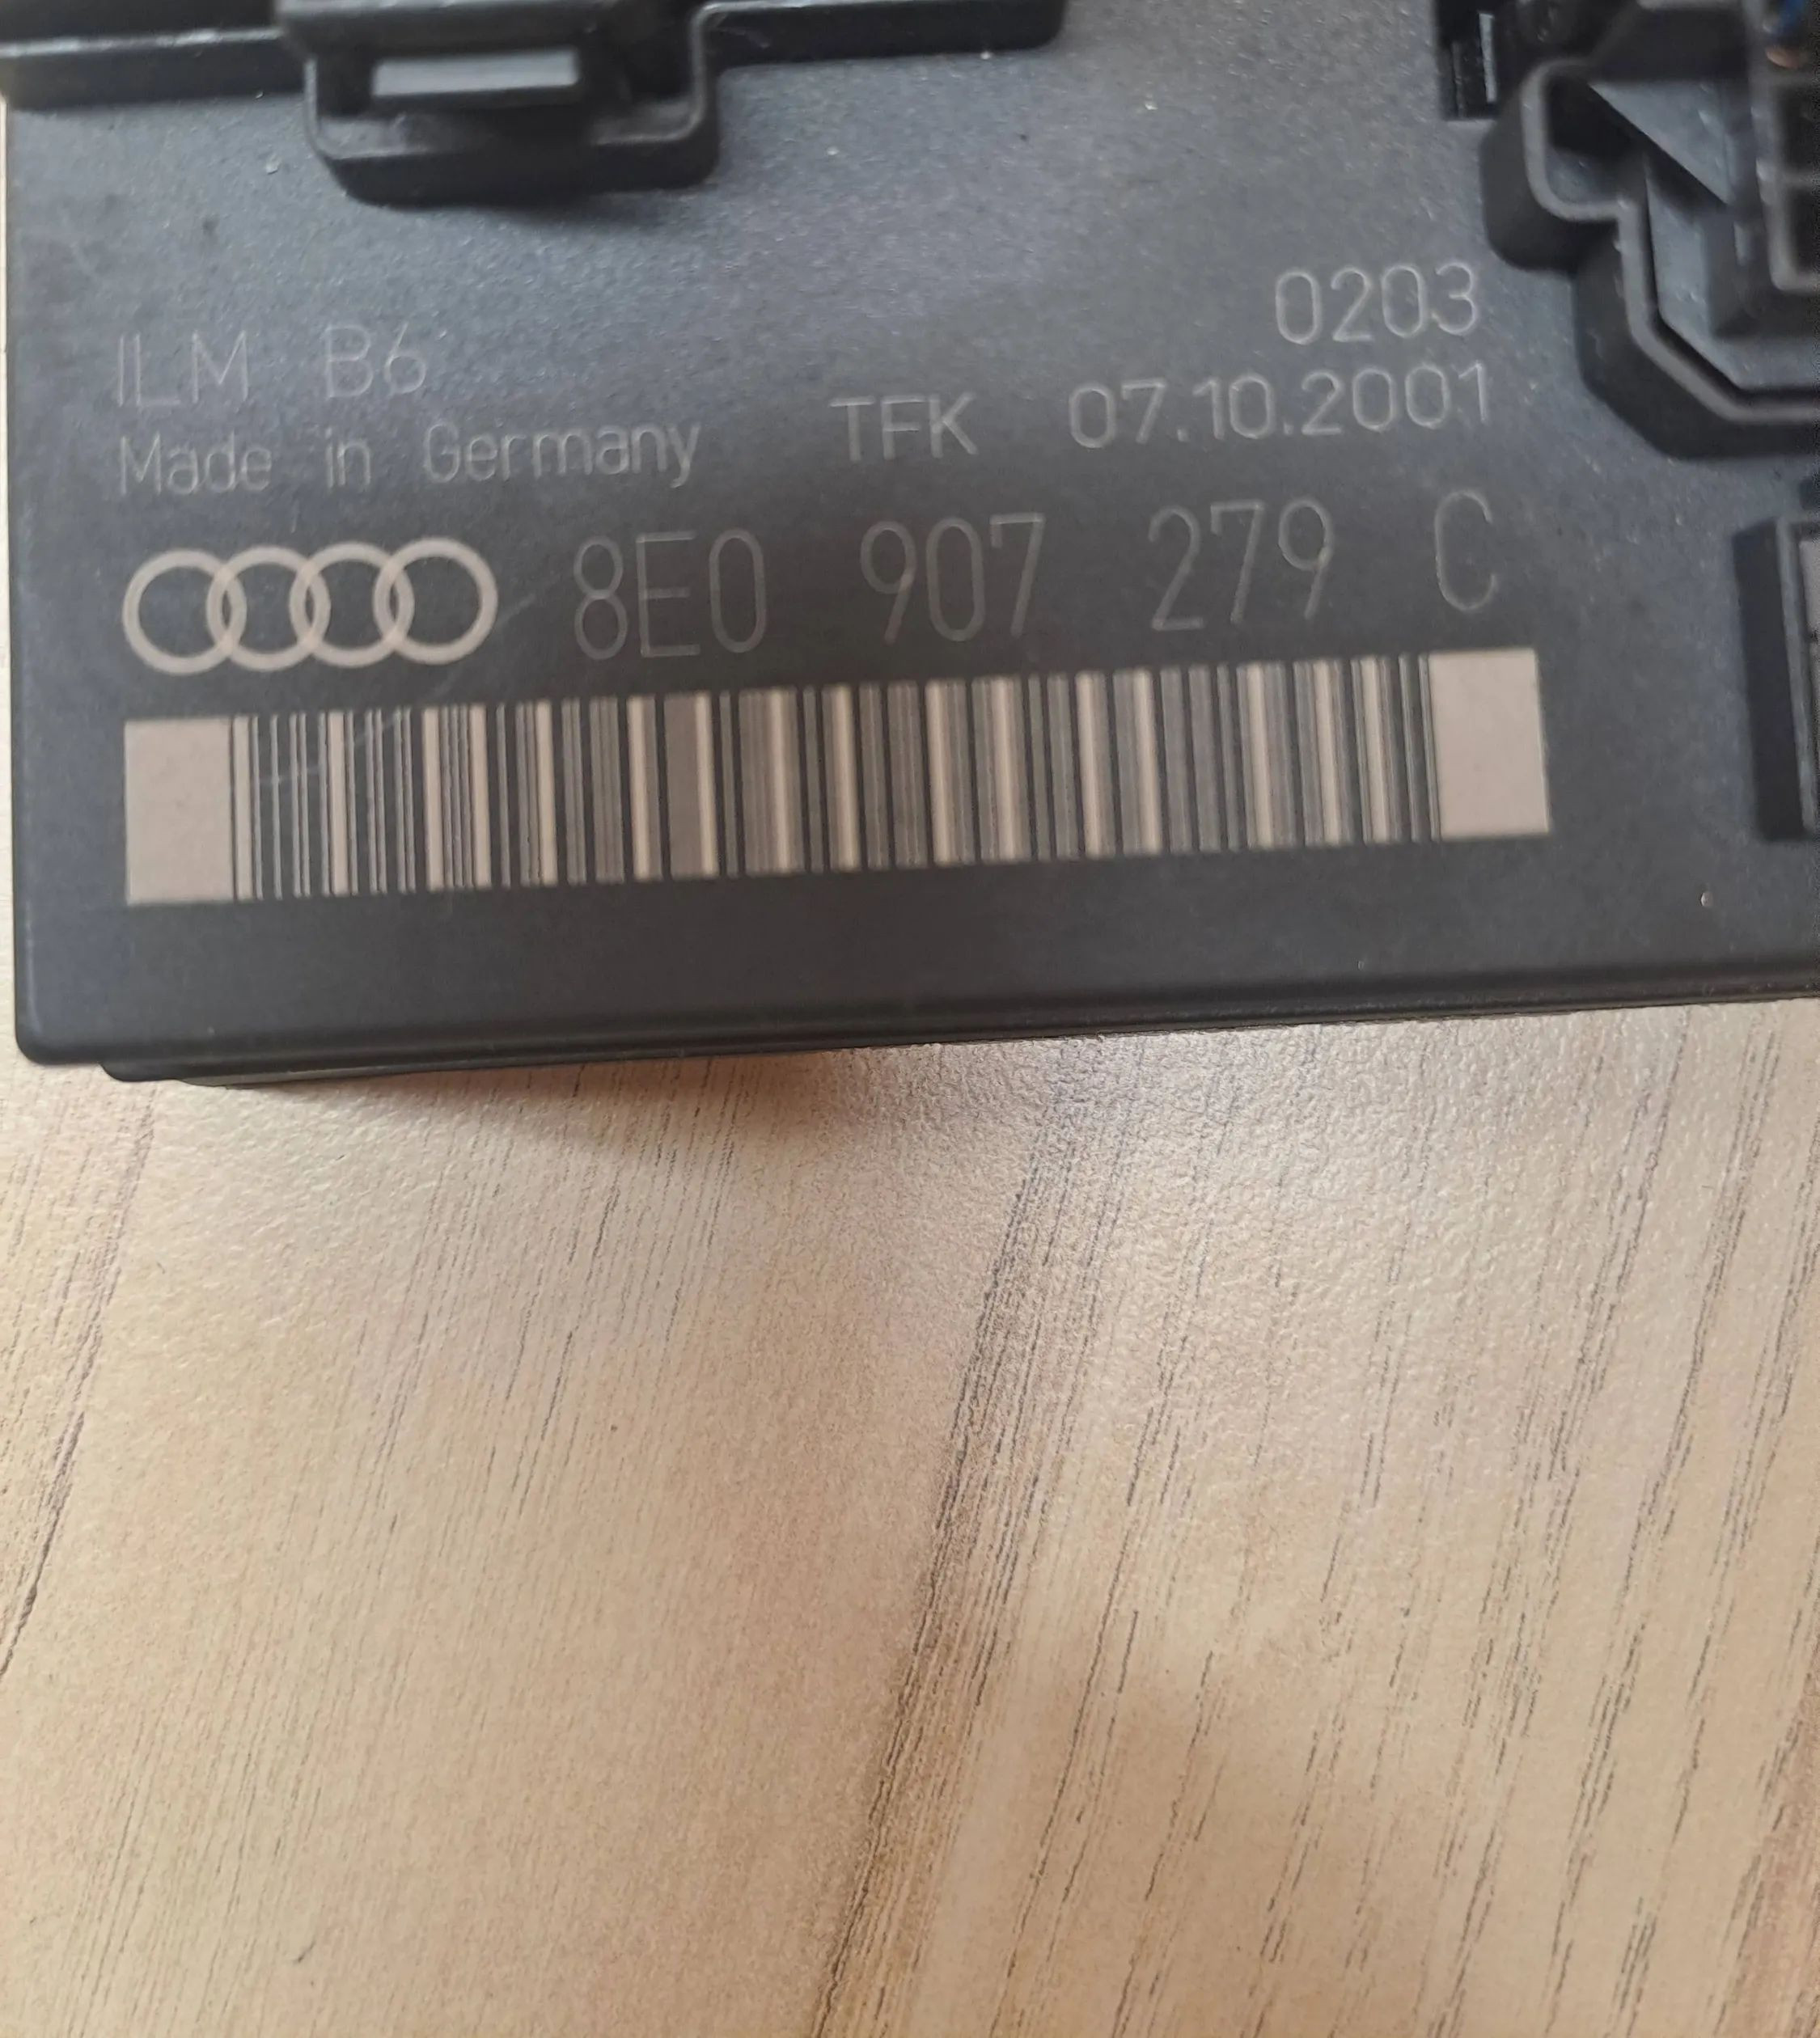 0203
ILM B6
Made in Germany TFK 07.10.2001
8E0 907 279 C